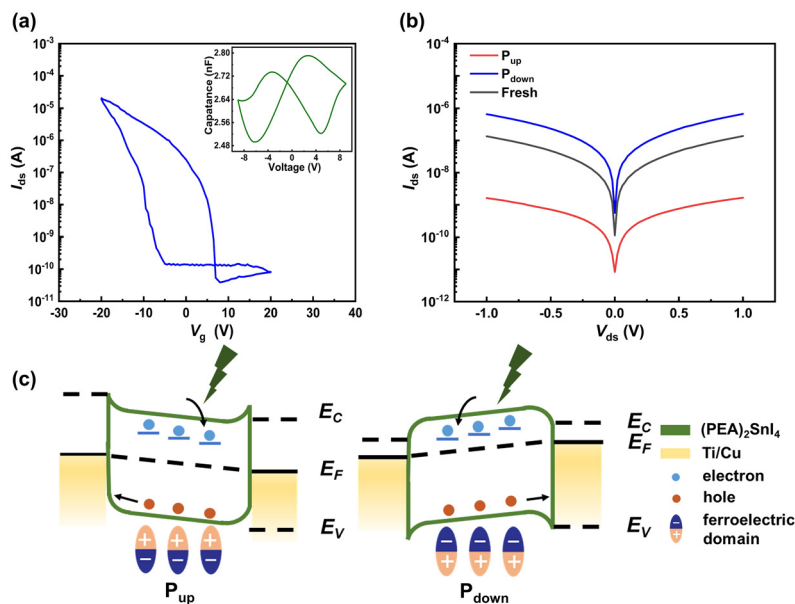 (a)
10⁻³
10⁻⁴
10⁻⁵
10⁻⁶
10⁻⁷
10⁻⁸
10⁻⁹
10⁻¹⁰
10⁻¹¹
I_ds (A)
-30 -20 -10 0 10 20 30 40
V_g (V)
2.80
2.72
2.64
2.56
2.48
Capatance (nF)
-8 -4 0 4 8
Voltage (V)
(b)
10⁻⁴
10⁻⁶
10⁻⁸
10⁻¹⁰
10⁻¹²
I_ds (A)
P_up
P_down
Fresh
-1.0 -0.5 0.0 0.5 1.0
V_ds (V)
(c)
E_C
E_F
E_V
+ + +
− − −
P_up
E_C
E_F
E_V
− − −
+ + +
P_down
(PEA)₂SnI₄
Ti/Cu
electron
hole
−
+
ferroelectric
domain